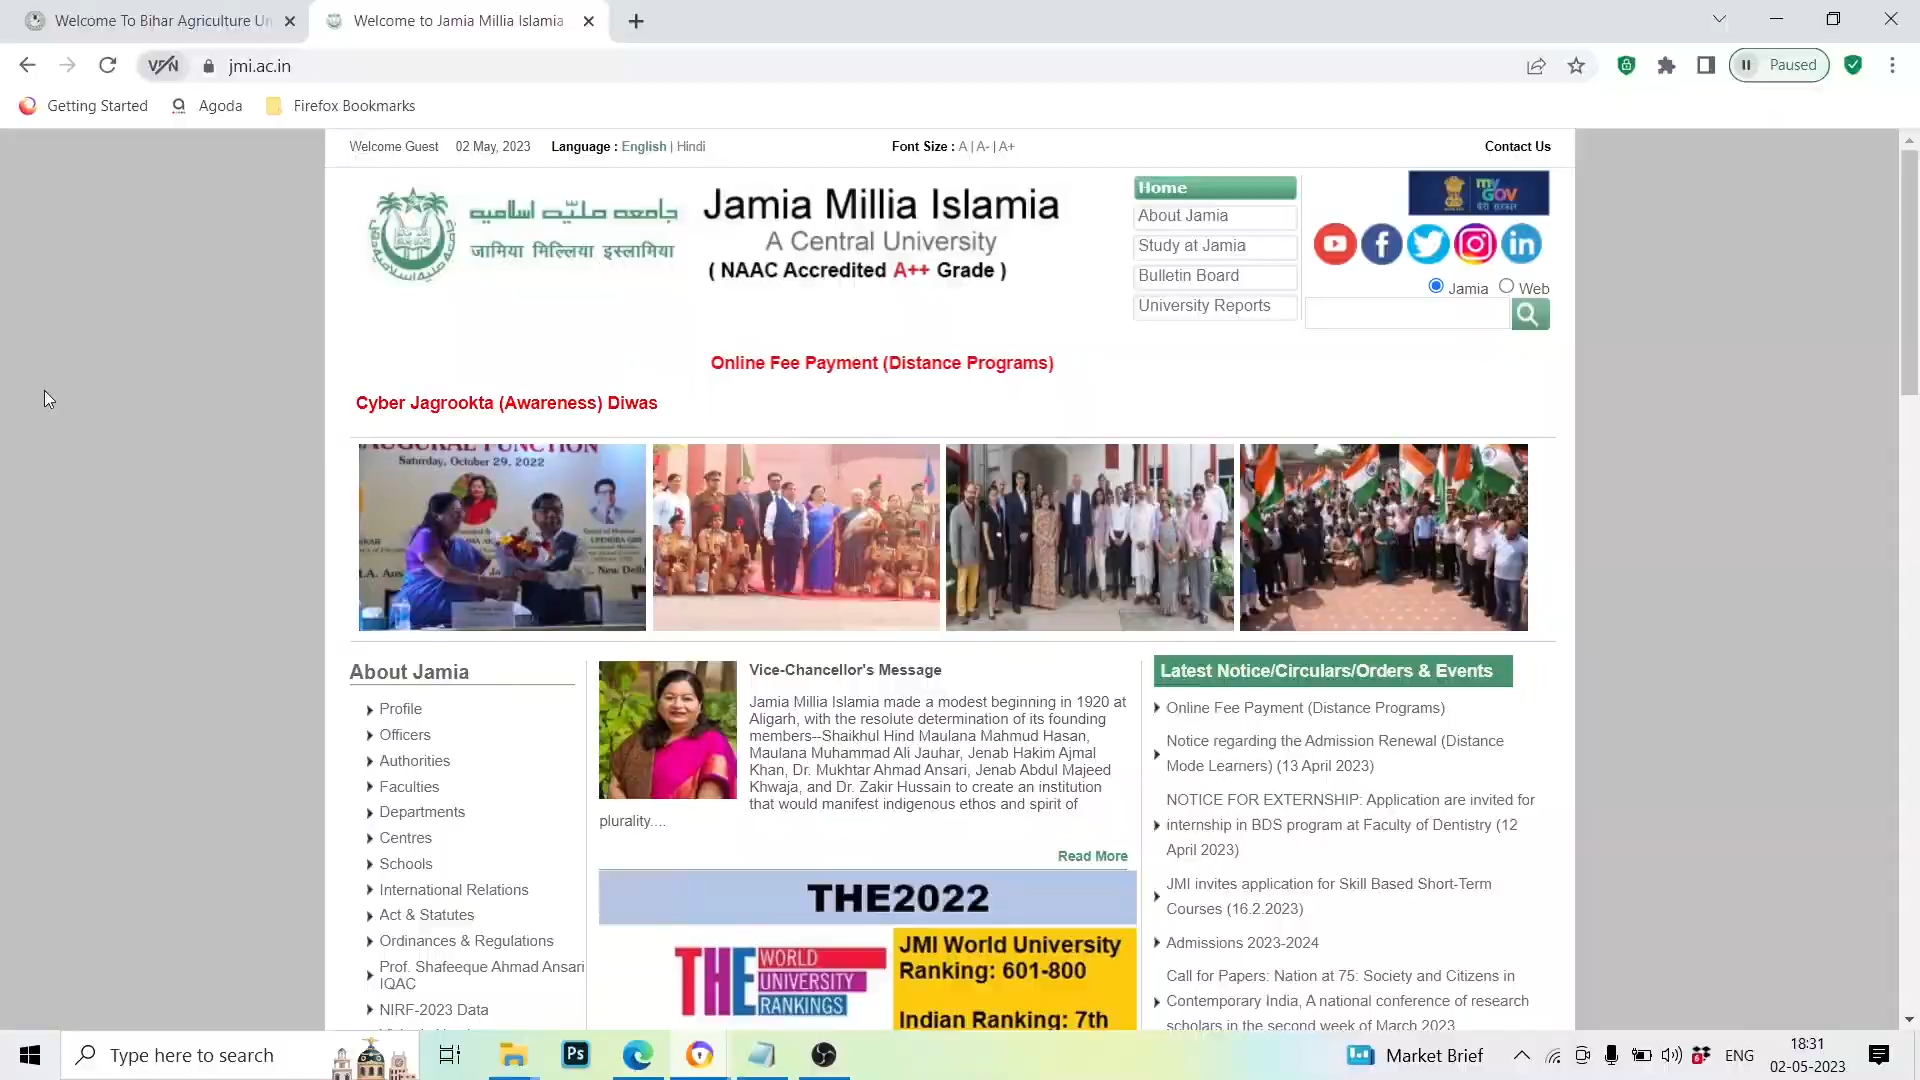 Welcome To Bihar Agriculture Un
Welcome to Jamia Millia Islamia
VPN jmi.ac.in
Paused
Getting Started Agoda Firefox Bookmarks
Welcome Guest 02 May, 2023 Language : English | Hindi Font Size : A | A- | A+ Contact Us
جامعه ملیّه اسلامیه
जामिया मिल्लिया इस्लामिया
Jamia Millia Islamia
A Central University
( NAAC Accredited A++ Grade )
Home
About Jamia
Study at Jamia
Bulletin Board
University Reports
my
GOV
मेरी सरकार
Jamia Web
Online Fee Payment (Distance Programs)
Cyber Jagrookta (Awareness) Diwas
AUGURAL FUNCTION
Saturday, October 29, 2022
About Jamia
Profile
Officers
Authorities
Faculties
Departments
Centres
Schools
International Relations
Act & Statutes
Ordinances & Regulations
Prof. Shafeeque Ahmad Ansari
IQAC
NIRF-2023 Data
Vice-Chancellor's Message
Jamia Millia Islamia made a modest beginning in 1920 at
Aligarh, with the resolute determination of its founding
members--Shaikhul Hind Maulana Mahmud Hasan,
Maulana Muhammad Ali Jauhar, Jenab Hakim Ajmal
Khan, Dr. Mukhtar Ahmad Ansari, Jenab Abdul Majeed
Khwaja, and Dr. Zakir Hussain to create an institution
that would manifest indigenous ethos and spirit of
plurality....
Read More
THE2022
THE WORLD
UNIVERSITY
RANKINGS
JMI World University
Ranking: 601-800
Indian Ranking: 7th
Latest Notice/Circulars/Orders & Events
Online Fee Payment (Distance Programs)
Notice regarding the Admission Renewal (Distance
Mode Learners) (13 April 2023)
NOTICE FOR EXTERNSHIP: Application are invited for
internship in BDS program at Faculty of Dentistry (12
April 2023)
JMI invites application for Skill Based Short-Term
Courses (16.2.2023)
Admissions 2023-2024
Call for Papers: Nation at 75: Society and Citizens in
Contemporary India, A national conference of research
scholars in the second week of March 2023
Type here to search
Ps
Market Brief
ENG
18:31
02-05-2023